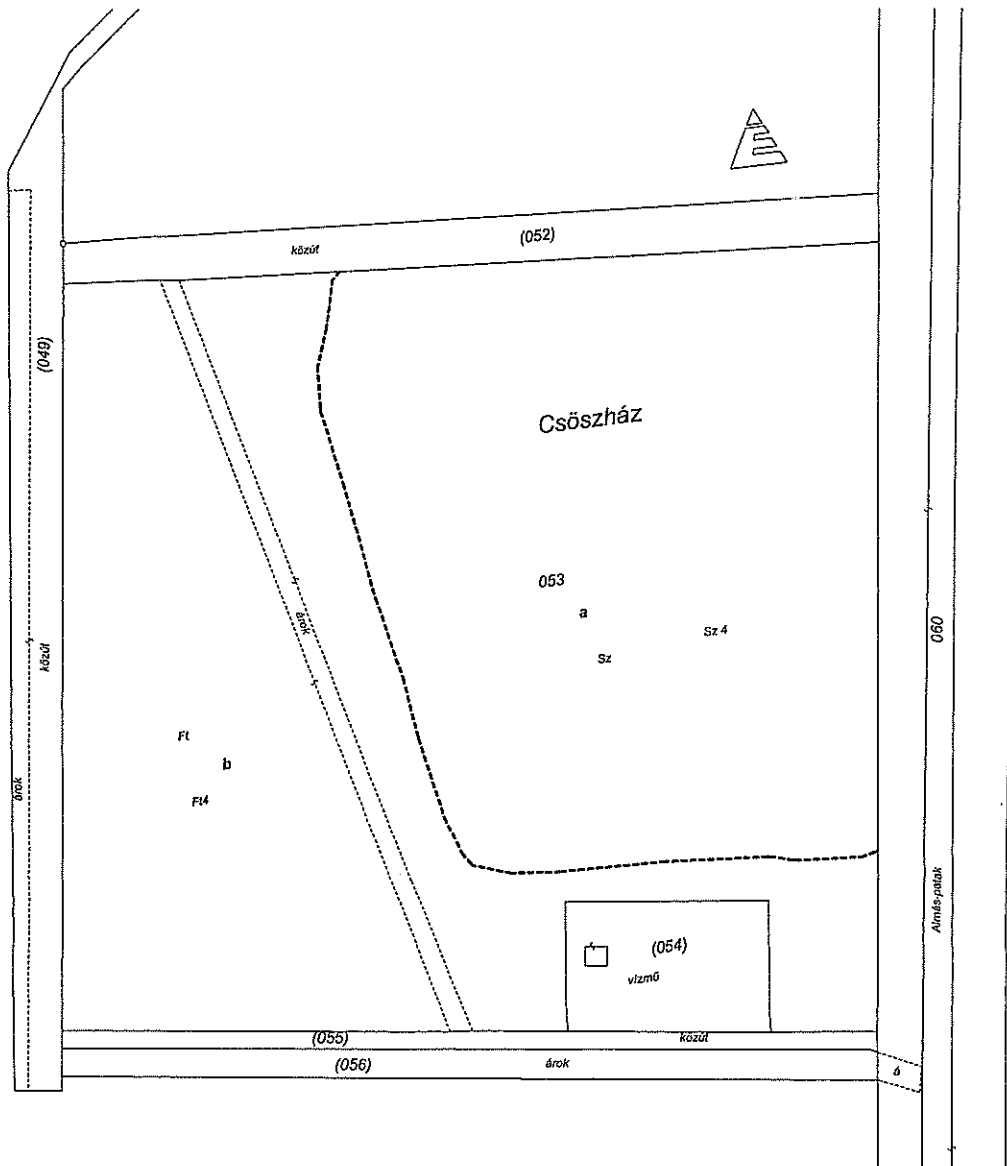 (052)
közút
(049)
Csöszház
053
a
Sz 4
Sz
060
árok
közút
Ft
b
Ft4
árok
Almás-patak
(054)
vízmű
(055)
közút
(056)
árok
á